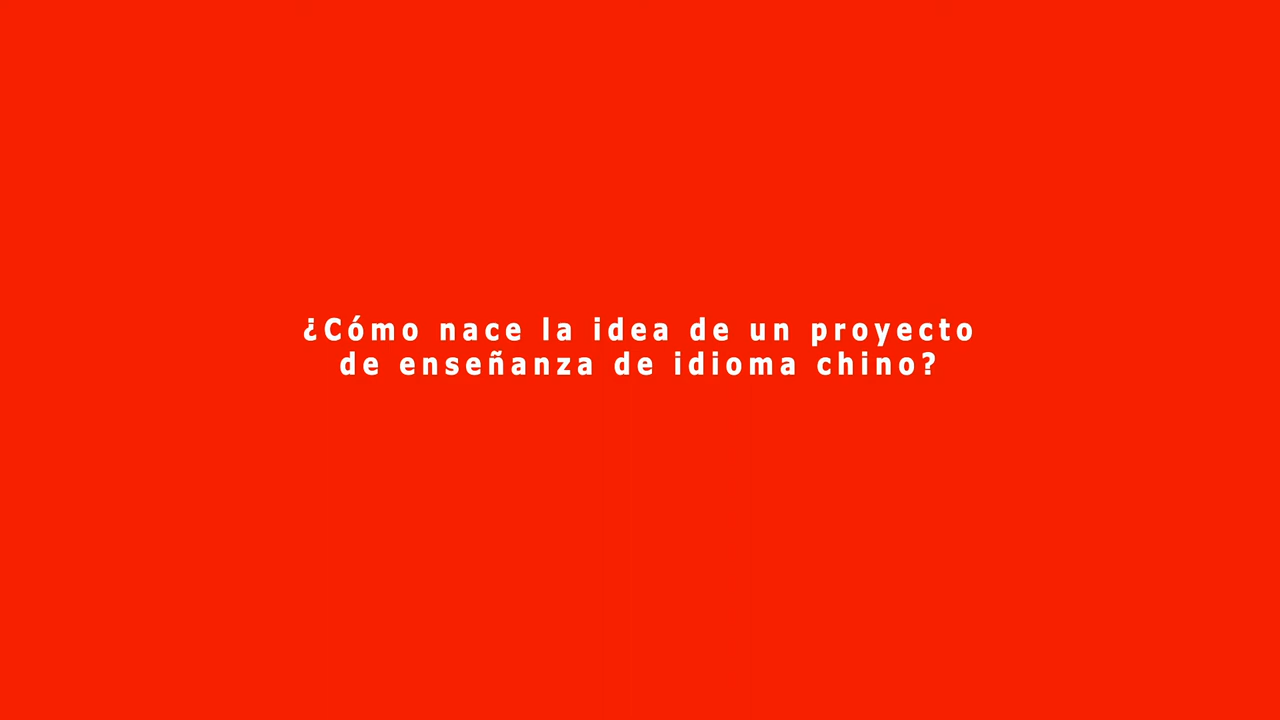 ¿Cómo nace la idea de un proyecto
de enseñanza de idioma chino?